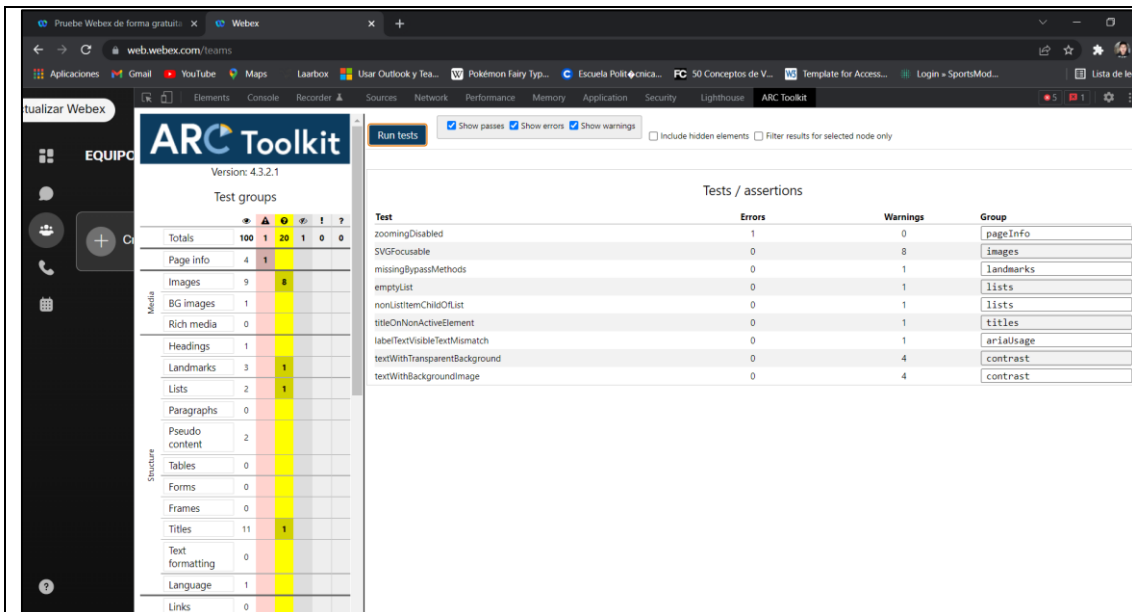 Pruebe Webex de forma gratuita
Webex
web.webex.com/teams
Aplicaciones Gmail YouTube Maps Laarbox Usar Outlook y Tea... Pokémon Fairy Typ... Escuela Polit�cnica... 50 Conceptos de V... Template for Access... Login » SportsMod... Lista de le
ctualizar Webex
EQUIPO
Cr
Elements Console Recorder Sources Network Performance Memory Application Security Lighthouse ARC Toolkit 5 1
ARC Toolkit
Version: 4.3.2.1
Test groups
Totals 100 1 20 1 0 0
Page info 4 1
Media
Images 9 8
BG images 1
Rich media 0
Structure
Headings 1
Landmarks 3 1
Lists 2 1
Paragraphs 0
Pseudo content 2
Tables 0
Forms 0
Frames 0
Titles 11 1
Text formatting 0
Language 1
Links 0
Run tests Show passes Show errors Show warnings Include hidden elements Filter results for selected node only
Tests / assertions
Test Errors Warnings Group
zoomingDisabled 1 0 pageInfo
SVGFocusable 0 8 images
missingBypassMethods 0 1 landmarks
emptyList 0 1 lists
nonListItemChildOfList 0 1 lists
titleOnNonActiveElement 0 1 titles
labelTextVisibleTextMismatch 0 1 ariaUsage
textWithTransparentBackground 0 4 contrast
textWithBackgroundImage 0 4 contrast